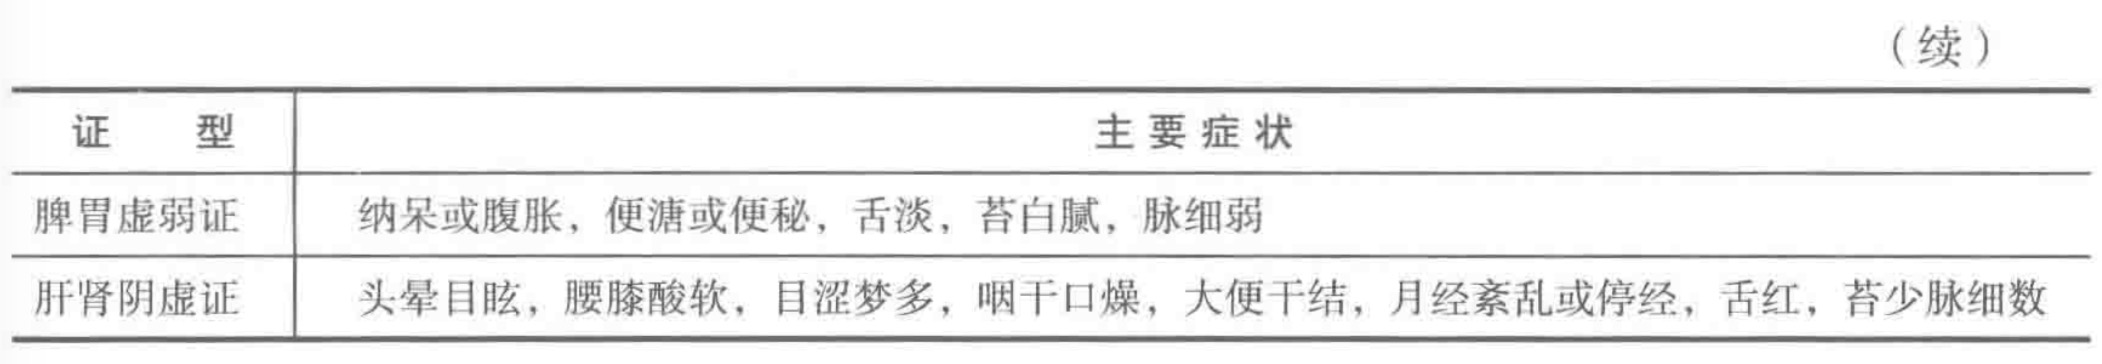 （续）
证 型 主要症状
脾胃虚弱证 纳呆或腹胀，便溏或便秘，舌淡，苔白腻，脉细弱
肝肾阴虚证 头晕目眩，腰膝酸软，目涩梦多，咽干口燥，大便干结，月经紊乱或停经，舌红，苔少脉细数